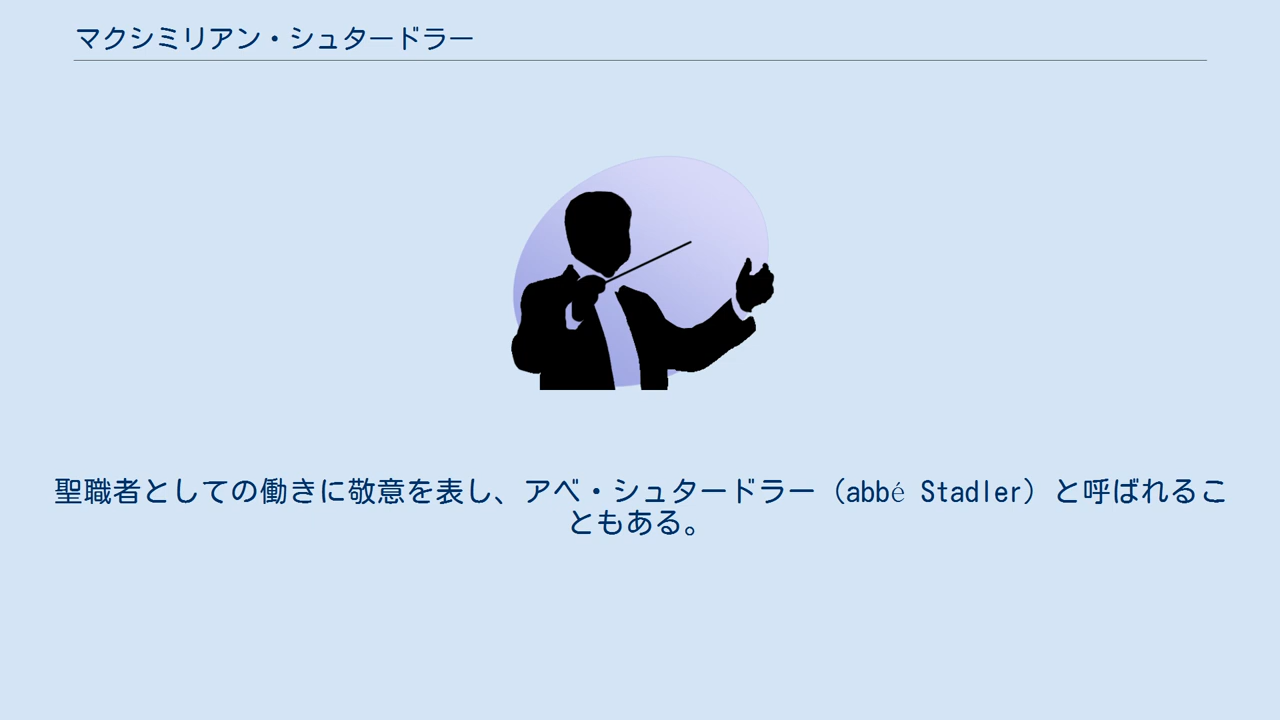 マクシミリアン・シュタードラー
聖職者としての働きに敬意を表し、アベ・シュタードラー（abbé Stadler）と呼ばれるこ
ともある。